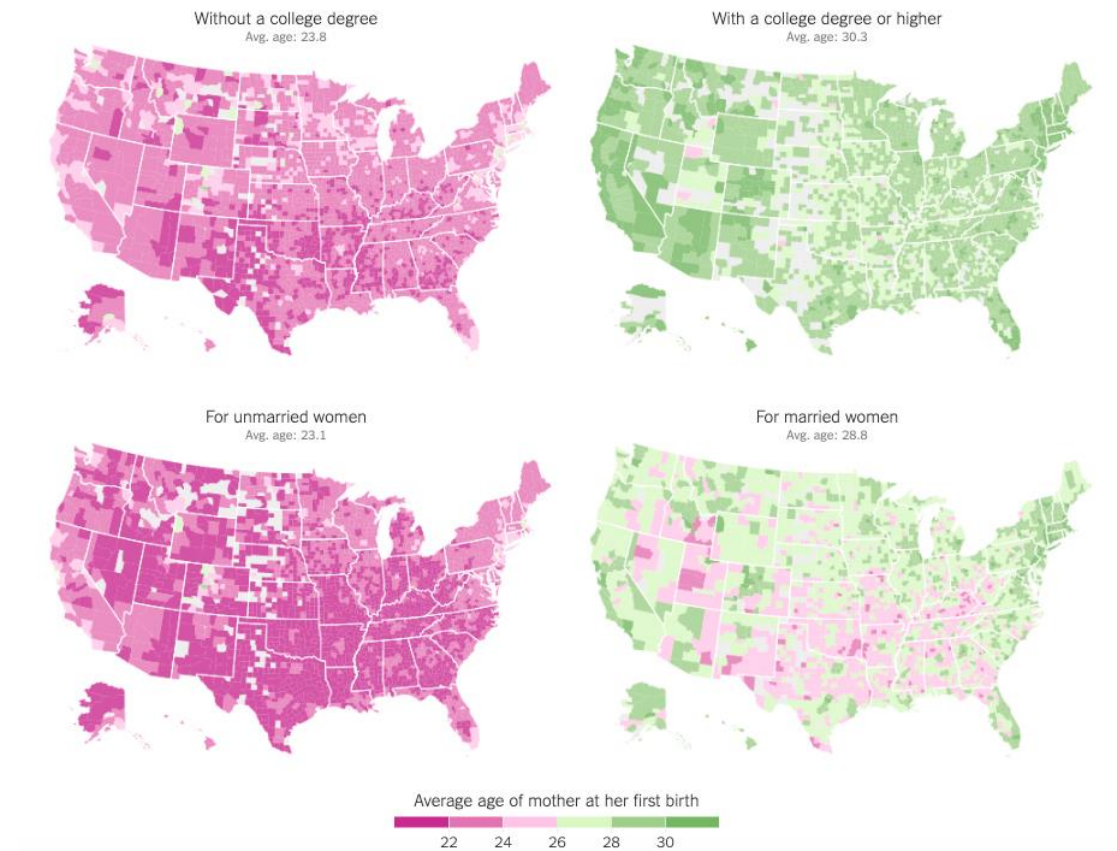 Without a college degree
Avg. age: 23.8
With a college degree or higher
Avg. age: 30.3
For unmarried women
Avg. age: 23.1
For married women
Avg. age: 28.8
Average age of mother at her first birth
22 24 26 28 30